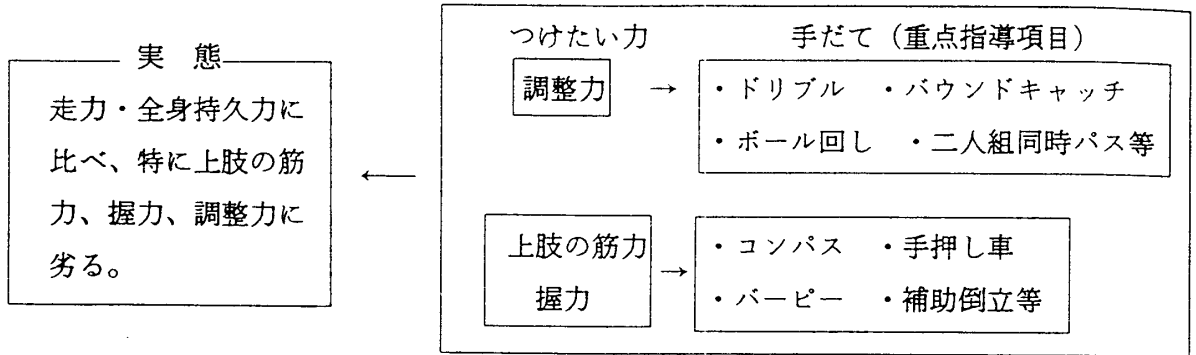 実 態
走力・全身持久力に
比べ、特に上肢の筋
力、握力、調整力に
劣る。
←
つけたい力 手だて（重点指導項目）
調整力 → ・ドリブル ・バウンドキャッチ
・ボール回し ・二人組同時パス等
上肢の筋力
握力
→
・コンパス ・手押し車
・バーピー ・補助倒立等